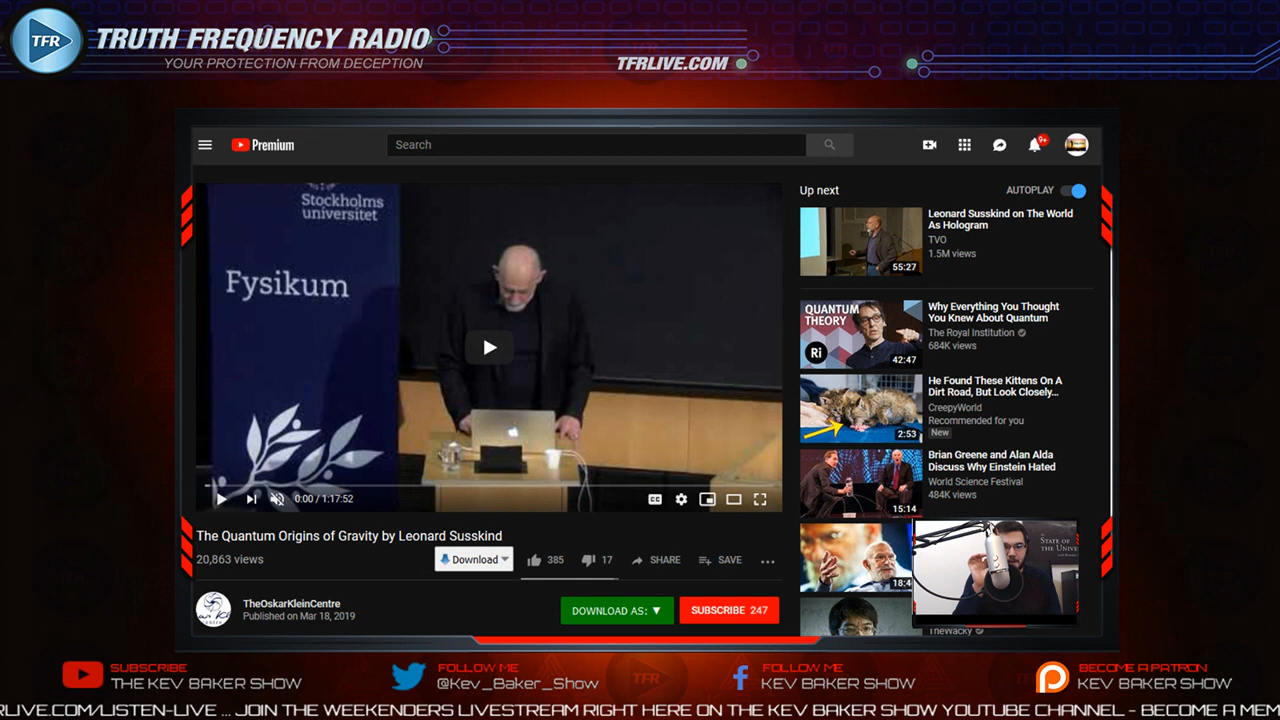 TFR
TRUTH FREQUENCY RADIO
YOUR PROTECTION FROM DECEPTION
TFRLIVE.COM
Premium
Search
9+
Stockholms
universitet
Fysikum
0:00 / 1:17:52
CC
The Quantum Origins of Gravity by Leonard Susskind
20,863 views
Download
385
17
SHARE
SAVE
TheOskarKleinCentre
Published on Mar 18, 2019
DOWNLOAD AS: ▼
SUBSCRIBE 247
Up next
AUTOPLAY
55:27
Leonard Susskind on The World
As Hologram
TVO
1.5M views
QUANTUM
THEORY
Ri
42:47
Why Everything You Thought
You Knew About Quantum
The Royal Institution
684K views
2:53
He Found These Kittens On A
Dirt Road, But Look Closely...
CreepyWorld
Recommended for you
New
15:14
Brian Greene and Alan Alda
Discuss Why Einstein Hated
World Science Festival
484K views
18:4
STATE OF
THE UNIVE
TheWacky
SUBSCRIBE
THE KEV BAKER SHOW
FOLLOW ME
@Kev_Baker_Show
TFR
FOLLOW ME
KEV BAKER SHOW
BECOME A PATRON
KEV BAKER SHOW
RLIVE.COM/LISTEN-LIVE ... JOIN THE WEEKENDERS LIVESTREAM RIGHT HERE ON THE KEV BAKER SHOW YOUTUBE CHANNEL - BECOME A MEM